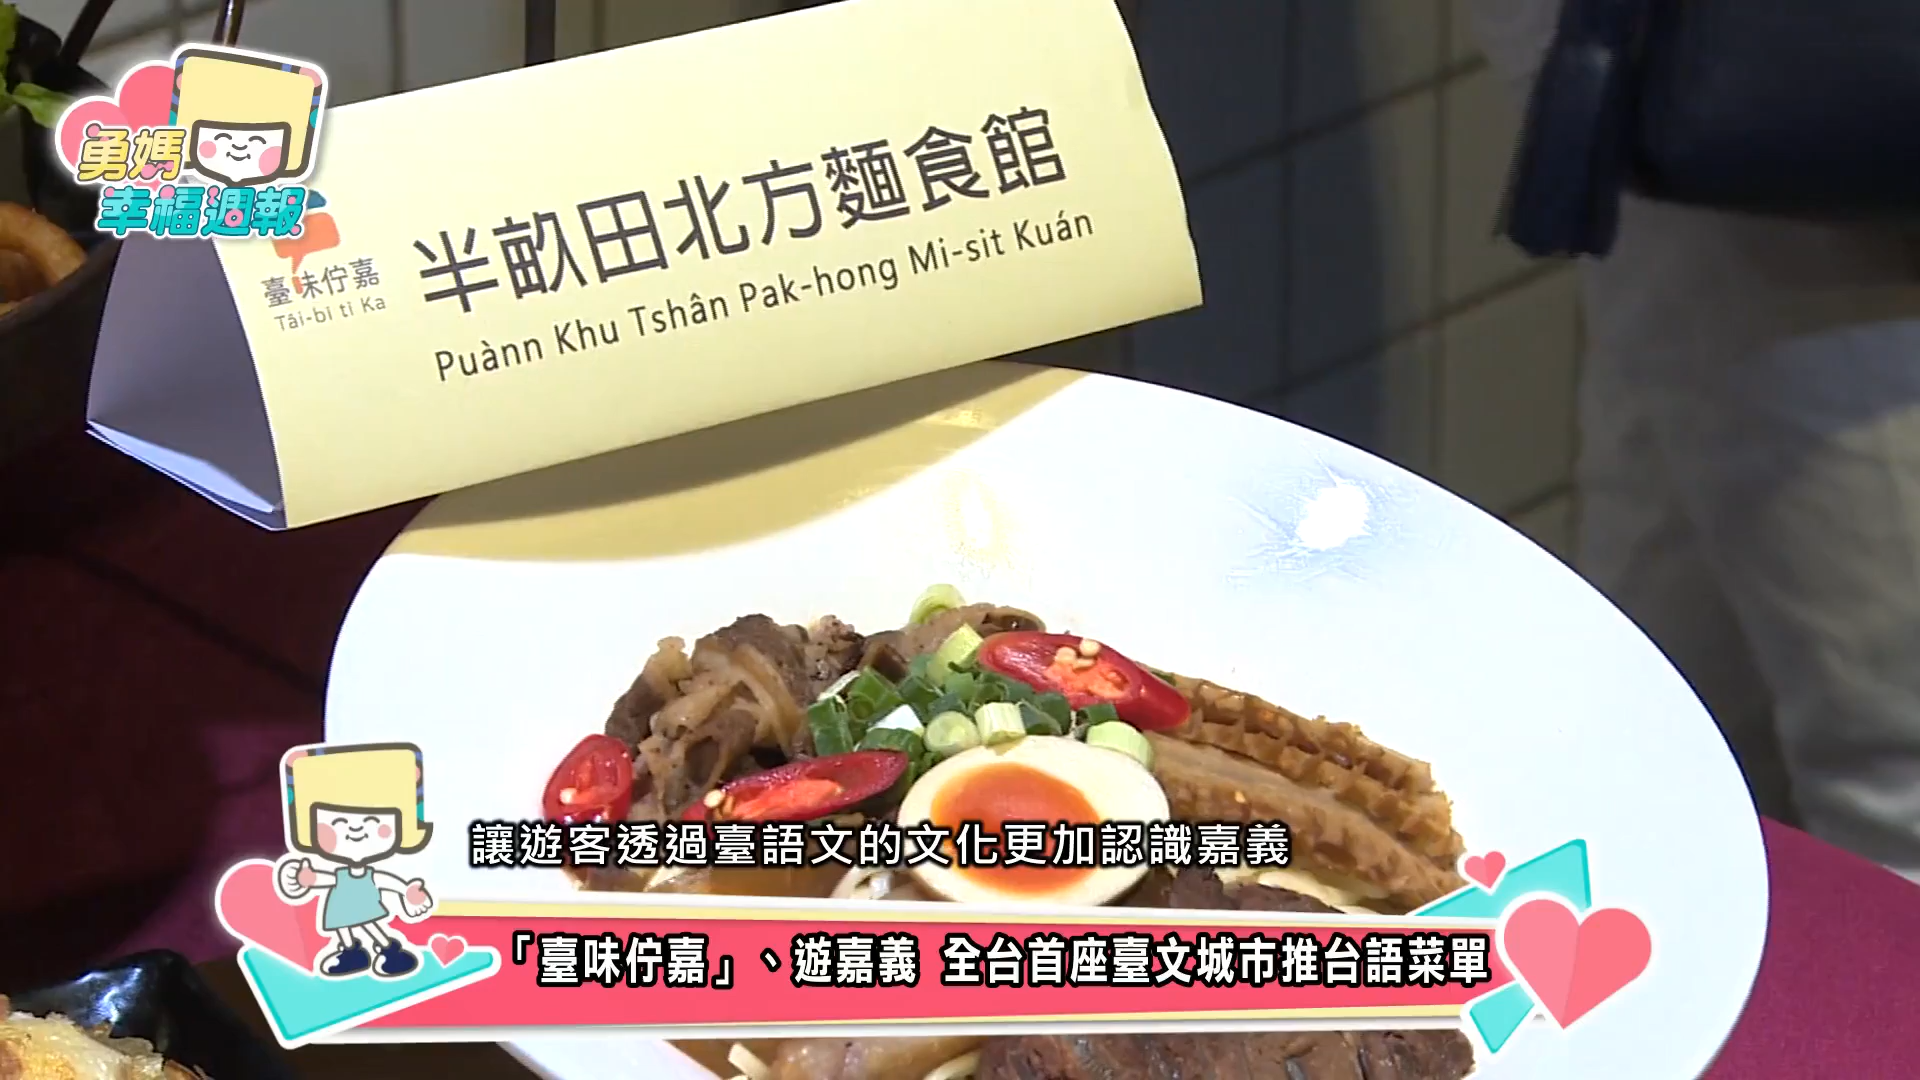 勇媽
幸福週報
臺味佇嘉
Tâi-bī tī Ka
半畝田北方麵食館
Puànn Khu Tshân Pak-hong Mi-sit Kuán
讓遊客透過臺語文的文化更加認識嘉義
「臺味佇嘉」、遊嘉義 全台首座臺文城市推台語菜單